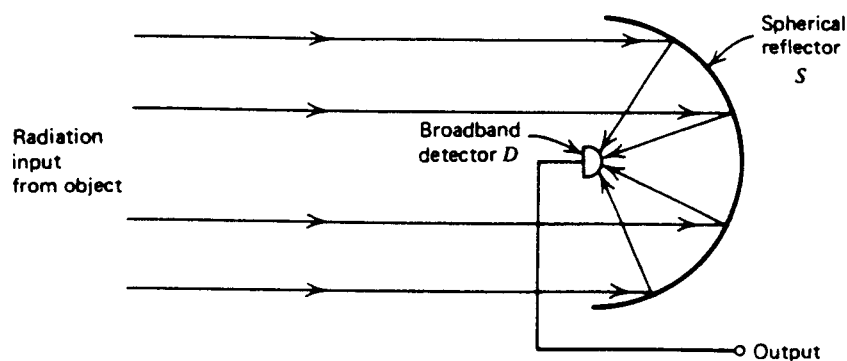 Spherical
reflector
S
Broadband
detector D
Radiation
input
from object
Output